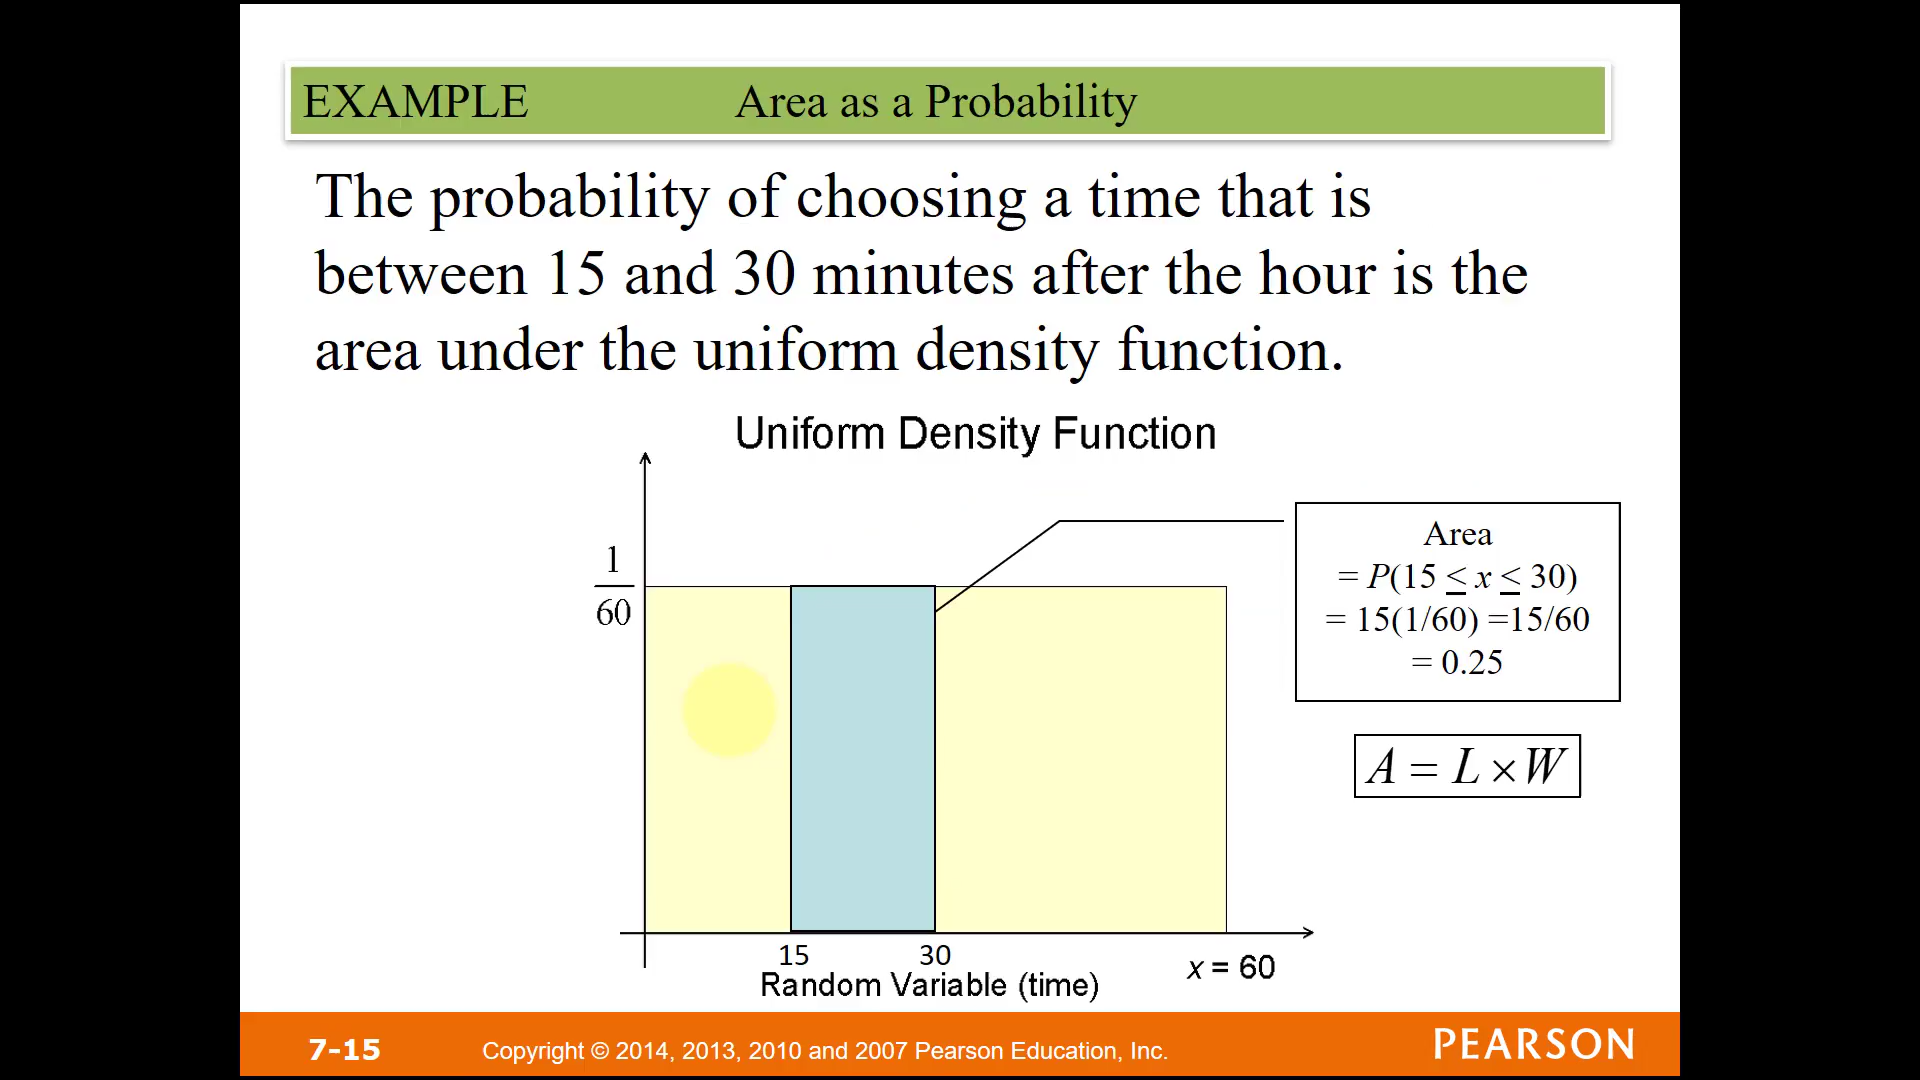 EXAMPLE Area as a Probability
The probability of choosing a time that is
between 15 and 30 minutes after the hour is the
area under the uniform density function.
Uniform Density Function
1
60
Area
= P(15 ≤ x ≤ 30)
= 15(1/60) =15/60
= 0.25
A = L × W
15 30
x = 60
Random Variable (time)
7-15 Copyright © 2014, 2013, 2010 and 2007 Pearson Education, Inc. PEARSON